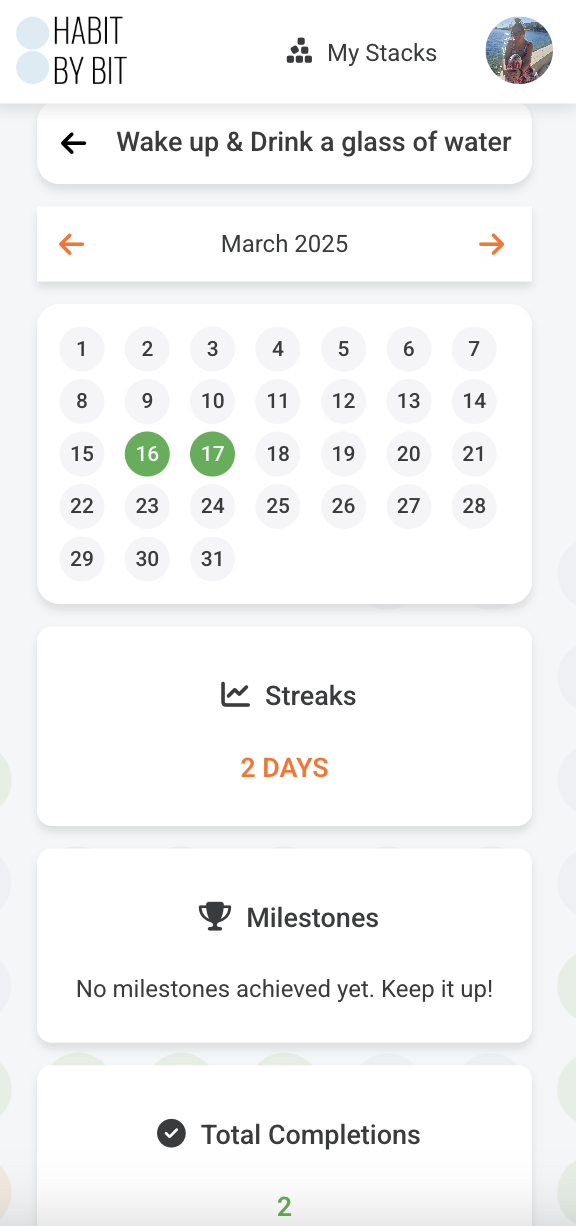 HABIT
BY BIT
My Stacks
Wake up & Drink a glass of water
March 2025
1 2 3 4 5 6 7
8 9 10 11 12 13 14
15 16 17 18 19 20 21
22 23 24 25 26 27 28
29 30 31
Streaks
2 DAYS
Milestones
No milestones achieved yet. Keep it up!
Total Completions
2